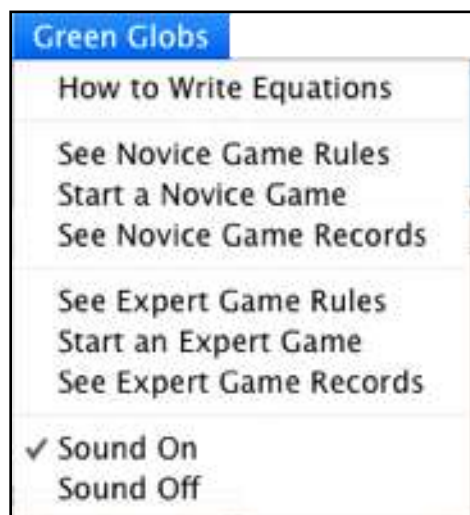 Green Globs
How to Write Equations
See Novice Game Rules
Start a Novice Game
See Novice Game Records
See Expert Game Rules
Start an Expert Game
See Expert Game Records
✓ Sound On
Sound Off